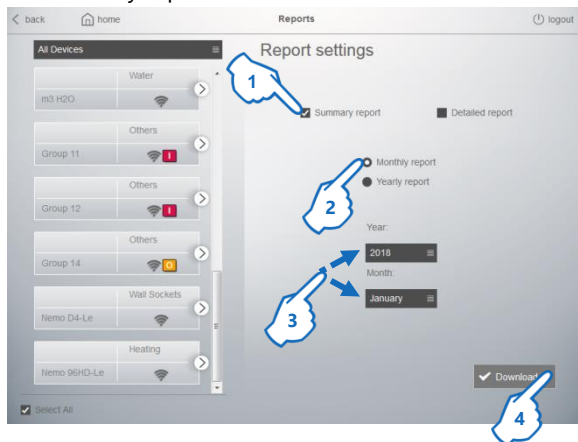 back
home
Reports
logout
All Devices
Report settings
Water
m3 H2O
1
Summary report
Detailed report
Others
Group 11
I
Monthly report
Yearly report
2
Others
Group 12
I
Year:
2018
Month:
January
3
Others
Group 14
O
Wall Sockets
Nemo D4-Le
Heating
Nemo 96HD-Le
Download
4
Select All